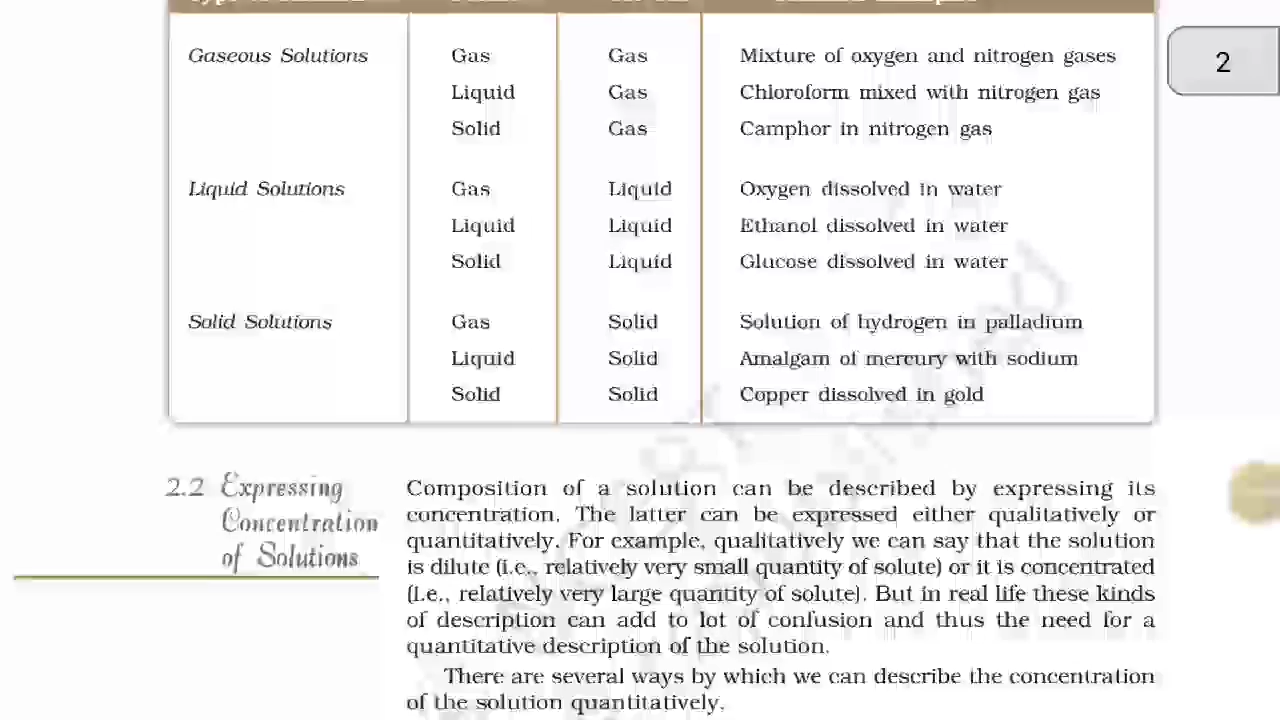 Gaseous Solutions Gas Gas Mixture of oxygen and nitrogen gases
Liquid Gas Chloroform mixed with nitrogen gas
Solid Gas Camphor in nitrogen gas
Liquid Solutions Gas Liquid Oxygen dissolved in water
Liquid Liquid Ethanol dissolved in water
Solid Liquid Glucose dissolved in water
Solid Solutions Gas Solid Solution of hydrogen in palladium
Liquid Solid Amalgam of mercury with sodium
Solid Solid Copper dissolved in gold
2
2.2 Expressing
Concentration
of Solutions
Composition of a solution can be described by expressing its
concentration. The latter can be expressed either qualitatively or
quantitatively. For example, qualitatively we can say that the solution
is dilute (i.e., relatively very small quantity of solute) or it is concentrated
(i.e., relatively very large quantity of solute). But in real life these kinds
of description can add to lot of confusion and thus the need for a
quantitative description of the solution.
There are several ways by which we can describe the concentration
of the solution quantitatively.